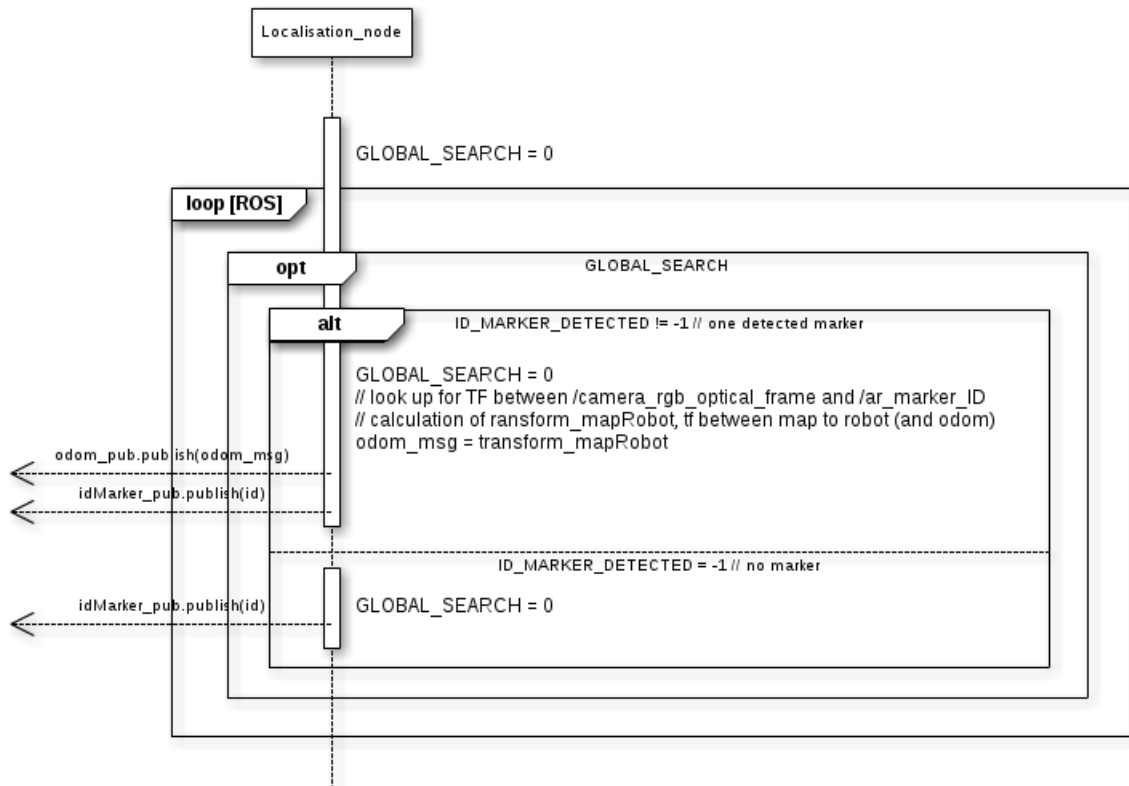 Localisation_node
GLOBAL_SEARCH = 0
loop [ROS]
opt
GLOBAL_SEARCH
alt
ID_MARKER_DETECTED != -1 // one detected marker
GLOBAL_SEARCH = 0
// look up for TF between /camera_rgb_optical_frame and /ar_marker_ID
// calculation of ransform_mapRobot, tf between map to robot (and odom)
odom_msg = transform_mapRobot
odom_pub.publish(odom_msg)
idMarker_pub.publish(id)
ID_MARKER_DETECTED = -1 // no marker
idMarker_pub.publish(id)
GLOBAL_SEARCH = 0